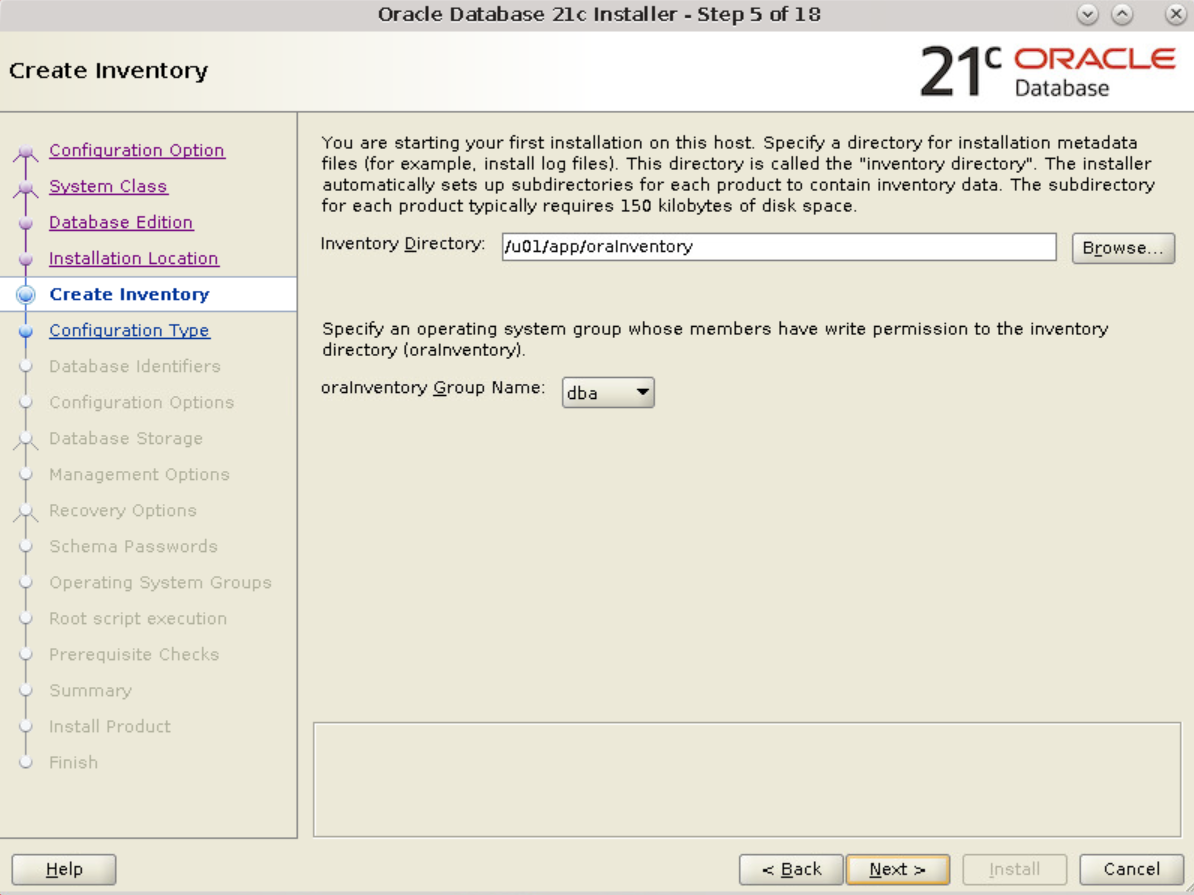 Oracle Database 21c Installer - Step 5 of 18
Create Inventory
21c ORACLE
Database
Configuration Option
System Class
Database Edition
Installation Location
Create Inventory
Configuration Type
Database Identifiers
Configuration Options
Database Storage
Management Options
Recovery Options
Schema Passwords
Operating System Groups
Root script execution
Prerequisite Checks
Summary
Install Product
Finish
You are starting your first installation on this host. Specify a directory for installation metadata
files (for example, install log files). This directory is called the "inventory directory". The installer
automatically sets up subdirectories for each product to contain inventory data. The subdirectory
for each product typically requires 150 kilobytes of disk space.
Inventory Directory: /u01/app/oraInventory Browse...
Specify an operating system group whose members have write permission to the inventory
directory (oraInventory).
oraInventory Group Name: dba
Help < Back Next > Install Cancel